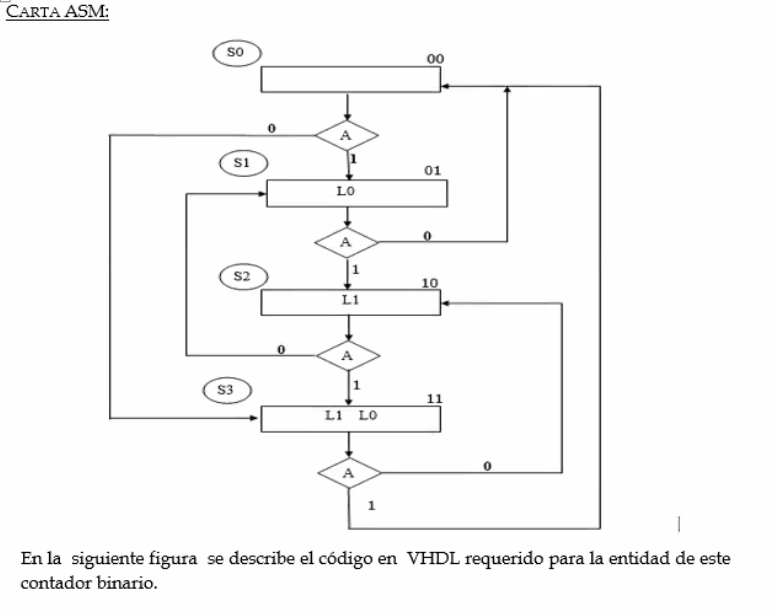 CARTA ASM:
S0
00
0
A
1
S1
01
L0
A
0
1
S2
10
L1
0
A
1
S3
11
L1 L0
A
0
1
En la siguiente figura se describe el código en VHDL requerido para la entidad de este
contador binario.